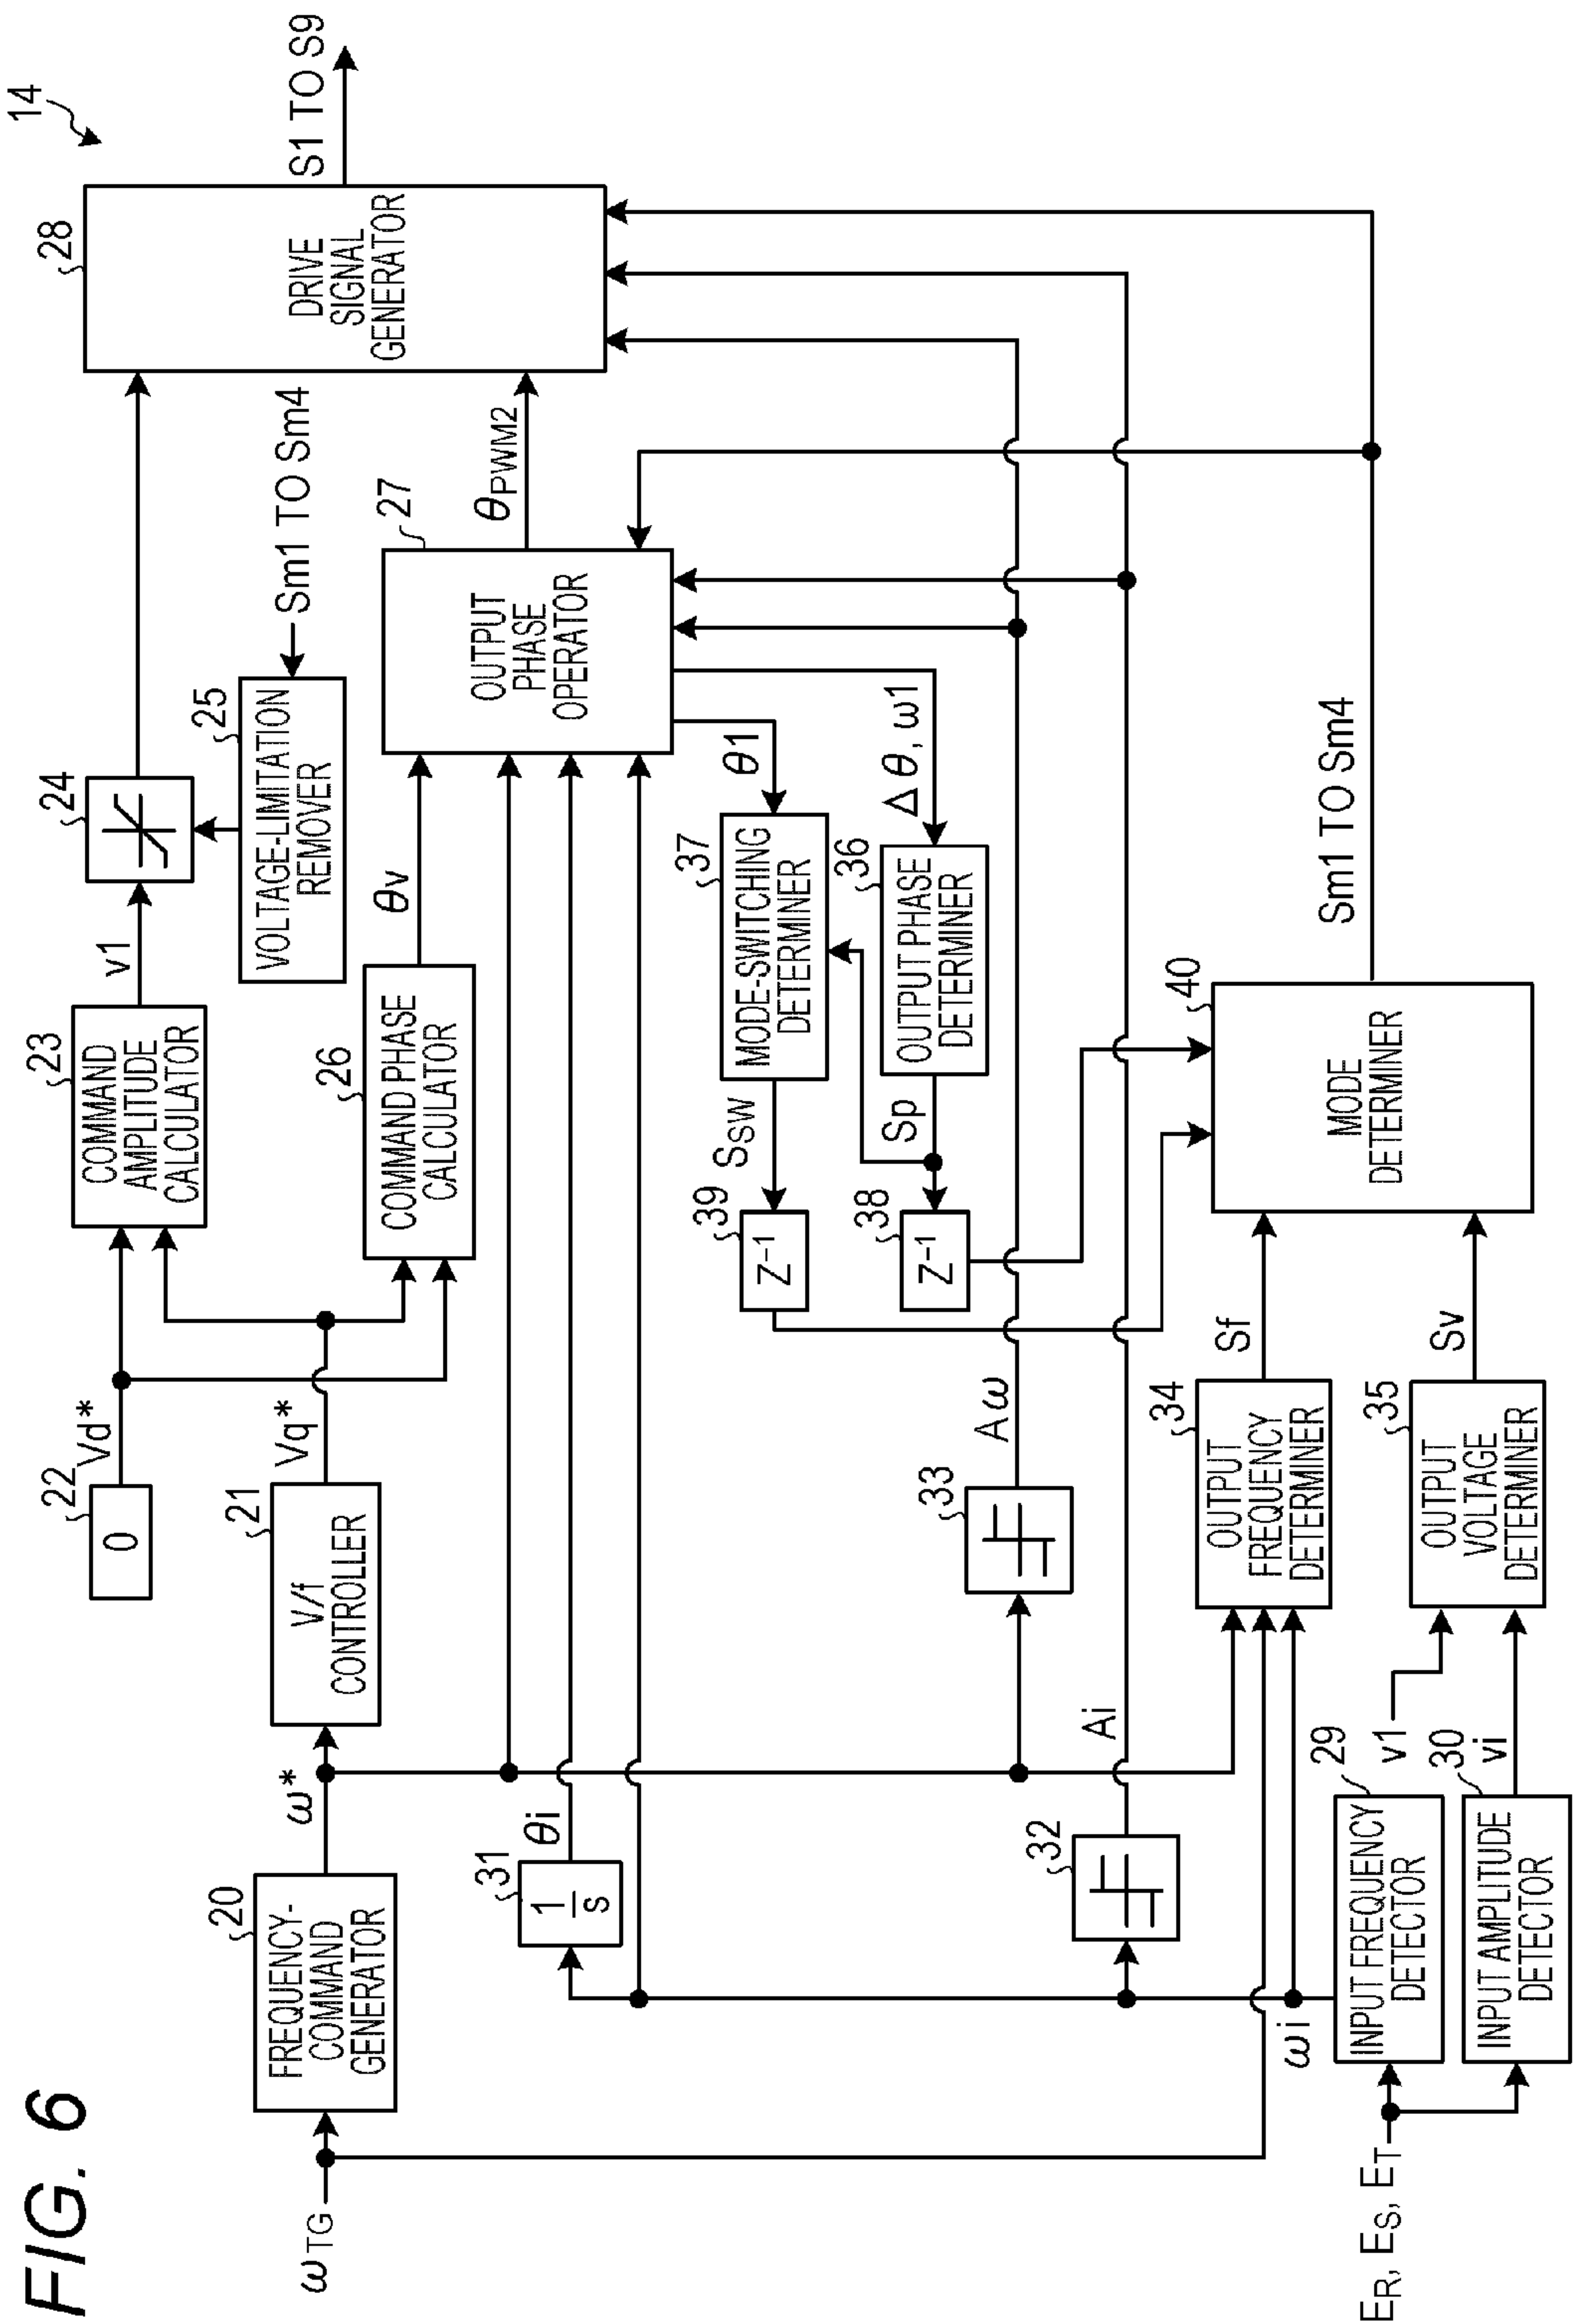 FIG. 6
14
ωTG
20
FREQUENCY-
COMMAND
GENERATOR
ω*
21
V/f
CONTROLLER
22
0
Vd*
Vq*
23
COMMAND
AMPLITUDE
CALCULATOR
v1
24
25
VOLTAGE-LIMITATION
REMOVER
Sm1 TO Sm4
26
COMMAND PHASE
CALCULATOR
θv
27
OUTPUT
PHASE
OPERATOR
θPWM2
28
DRIVE
SIGNAL
GENERATOR
S1 TO S9
31
1
s
θi
37
MODE-SWITCHING
DETERMINER
θ1
SSW
39
Z−1
36
OUTPUT PHASE
DETERMINER
Δθ, ω1
Sp
38
Z−1
33
Aω
32
Ai
34
OUTPUT
FREQUENCY
DETERMINER
Sf
35
OUTPUT
VOLTAGE
DETERMINER
Sv
40
MODE
DETERMINER
Sm1 TO Sm4
ωi
29
INPUT FREQUENCY
DETECTOR
v1
30
INPUT AMPLITUDE
DETECTOR
vi
ER, ES, ET